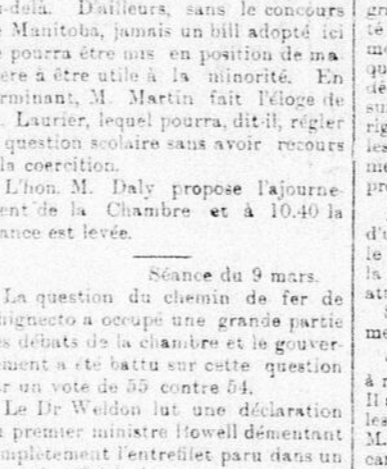 -delà. D'ailleurs, sans le concours
Manitoba, jamais un bill adopté ici
pourra être mis en position de ma
ère à être utile à la minorité. En
erminant, M. Martin fait l'éloge de
. Laurier, lequel pourra, dit-il, régler
question scolaire sans avoir recours
la coercition.
L'hon. M. Daly propose l'ajourne-
ent de la Chambre et à 10.40 la
ance est levée.
Séance du 9 mars.
La question du chemin de fer de
hignecto a occupé une grande partie
es débats de la chambre et le gouver-
ement a été battu sur cette question
ar un vote de 55 contre 54.
Le Dr Weldon lut une déclaration
u premier ministre Bowell démentant
mplètement l'entrefilet paru dans un